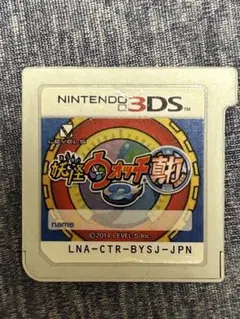 NINTENDO 3DS
LEVEL5
妖怪ウォッチ2 真打
name
©2014 LEVEL-5 Inc.
LNA-CTR-BYSJ-JPN